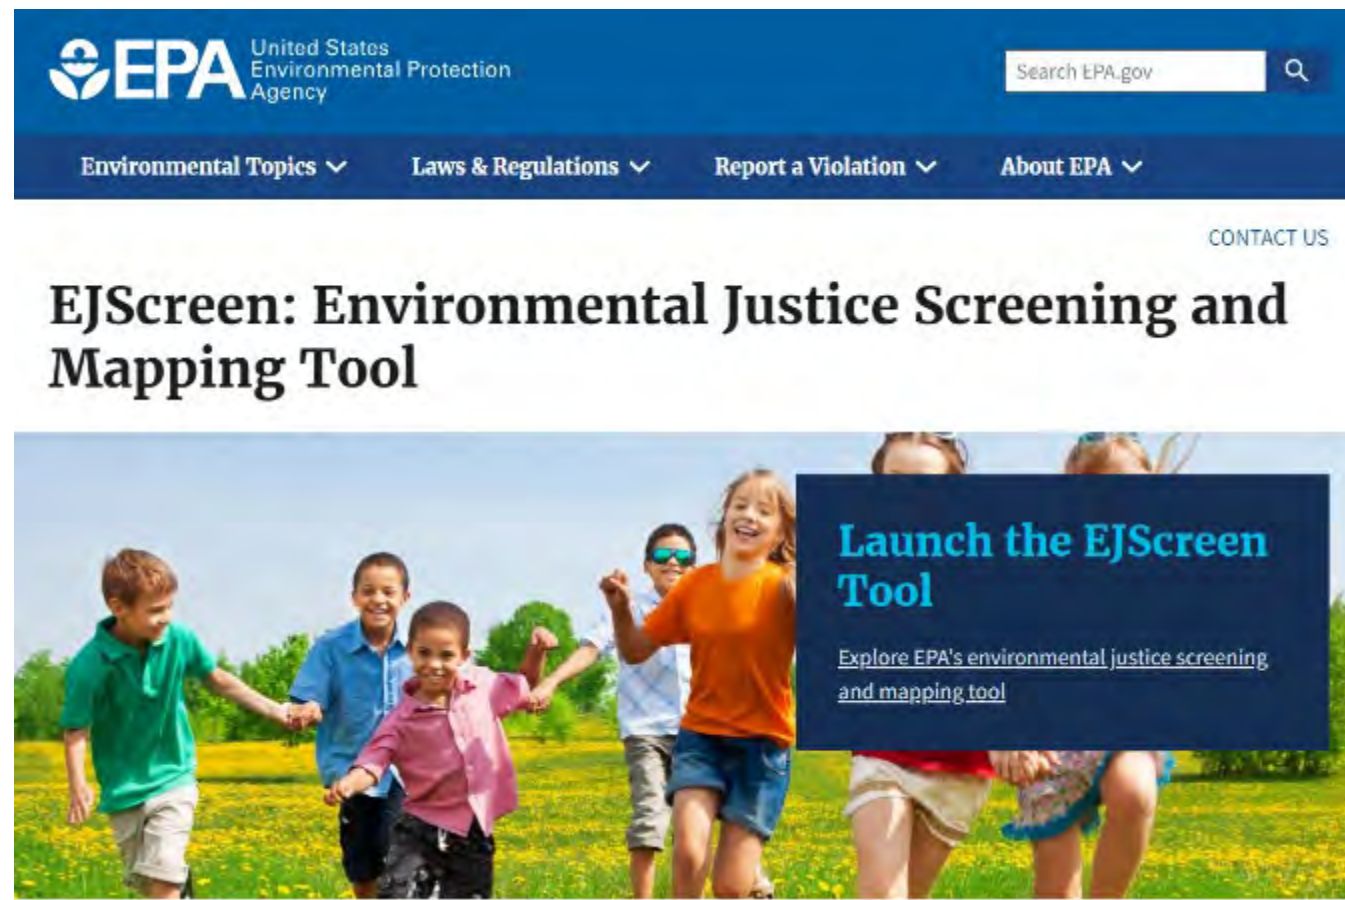 EPA
United States
Environmental Protection
Agency
Search EPA.gov
Environmental Topics
Laws & Regulations
Report a Violation
About EPA
CONTACT US
EJScreen: Environmental Justice Screening and
Mapping Tool
Launch the EJScreen
Tool
Explore EPA's environmental justice screening
and mapping tool